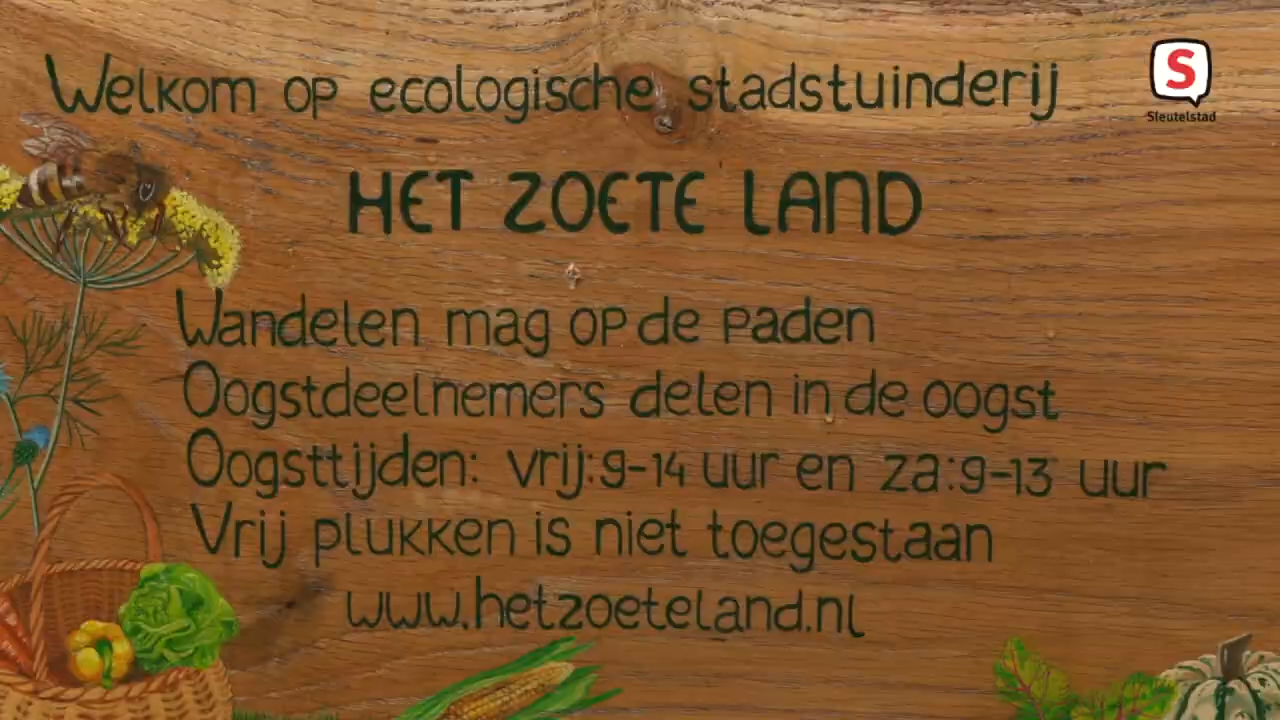 Welkom op ecologische stadstuinderij
S
Sleutelstad
HET ZOETE LAND
Wandelen mag op de paden
Oogstdeelnemers delen in de oogst
Oogsttijden: vrij:9-14 uur en za:9-13 uur
Vrij plukken is niet toegestaan
www.hetzoeteland.nl